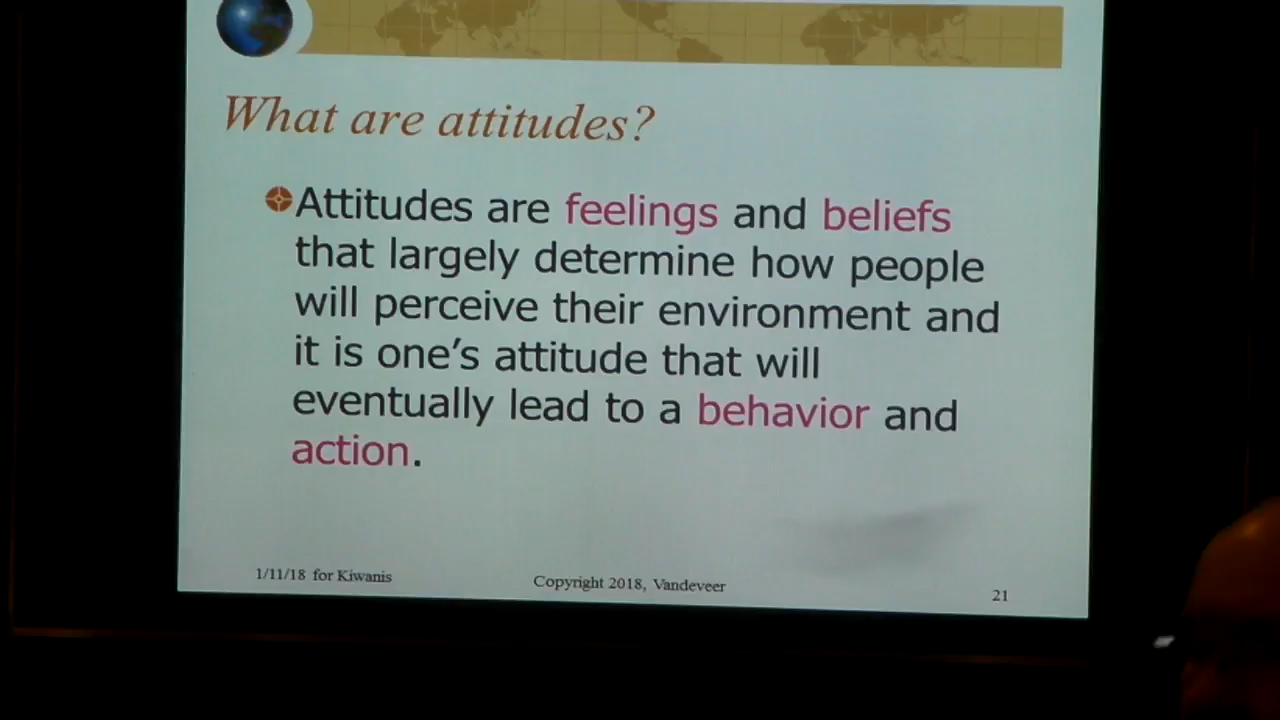 What are attitudes?
Attitudes are feelings and beliefs
that largely determine how people
will perceive their environment and
it is one’s attitude that will
eventually lead to a behavior and
action.
1/11/18 for Kiwanis
Copyright 2018, Vandeveer
21